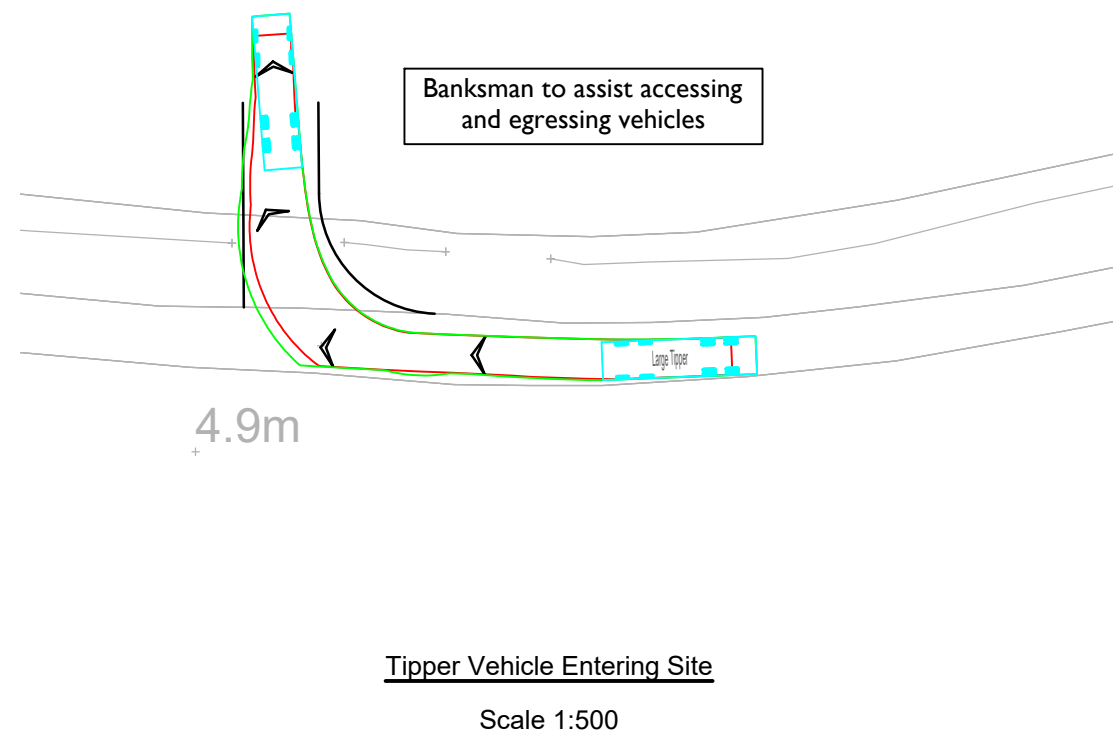 Banksman to assist accessing
and egressing vehicles
Large Tipper
4.9m
Tipper Vehicle Entering Site
Scale 1:500